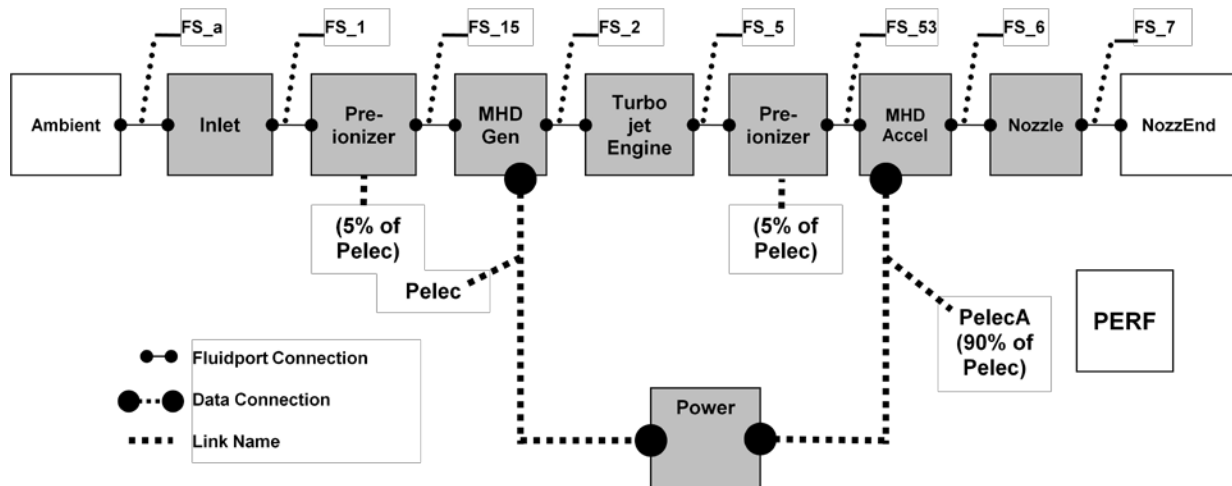 FS_a
FS_1
FS_15
FS_2
FS_5
FS_53
FS_6
FS_7
Ambient
Inlet
Pre-
ionizer
MHD
Gen
Turbo
jet
Engine
Pre-
ionizer
MHD
Accel
Nozzle
NozzEnd
(5% of
Pelec)
Pelec
(5% of
Pelec)
PelecA
(90% of
Pelec)
PERF
Fluidport Connection
Data Connection
Link Name
Power